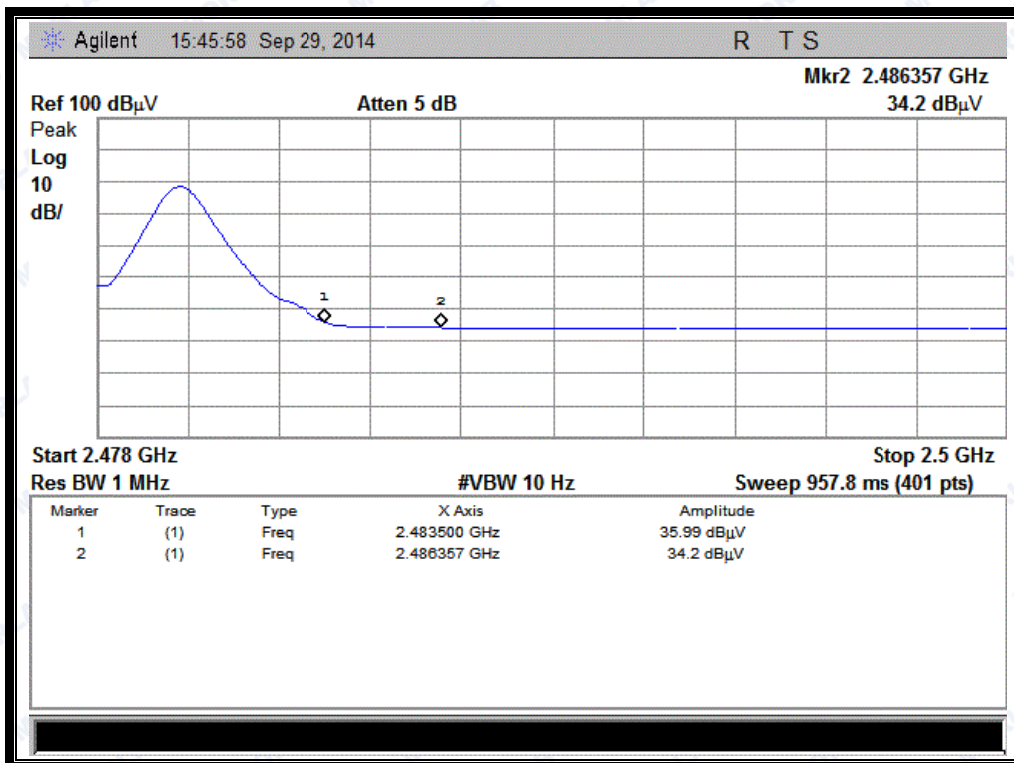 Agilent 15:45:58 Sep 29, 2014 R T S
Mkr2 2.486357 GHz
Ref 100 dBμV Atten 5 dB 34.2 dBμV
Peak
Log
10
dB/
1
2
Start 2.478 GHz Stop 2.5 GHz
Res BW 1 MHz #VBW 10 Hz Sweep 957.8 ms (401 pts)
Marker Trace Type X Axis Amplitude
1 (1) Freq 2.483500 GHz 35.99 dBμV
2 (1) Freq 2.486357 GHz 34.2 dBμV